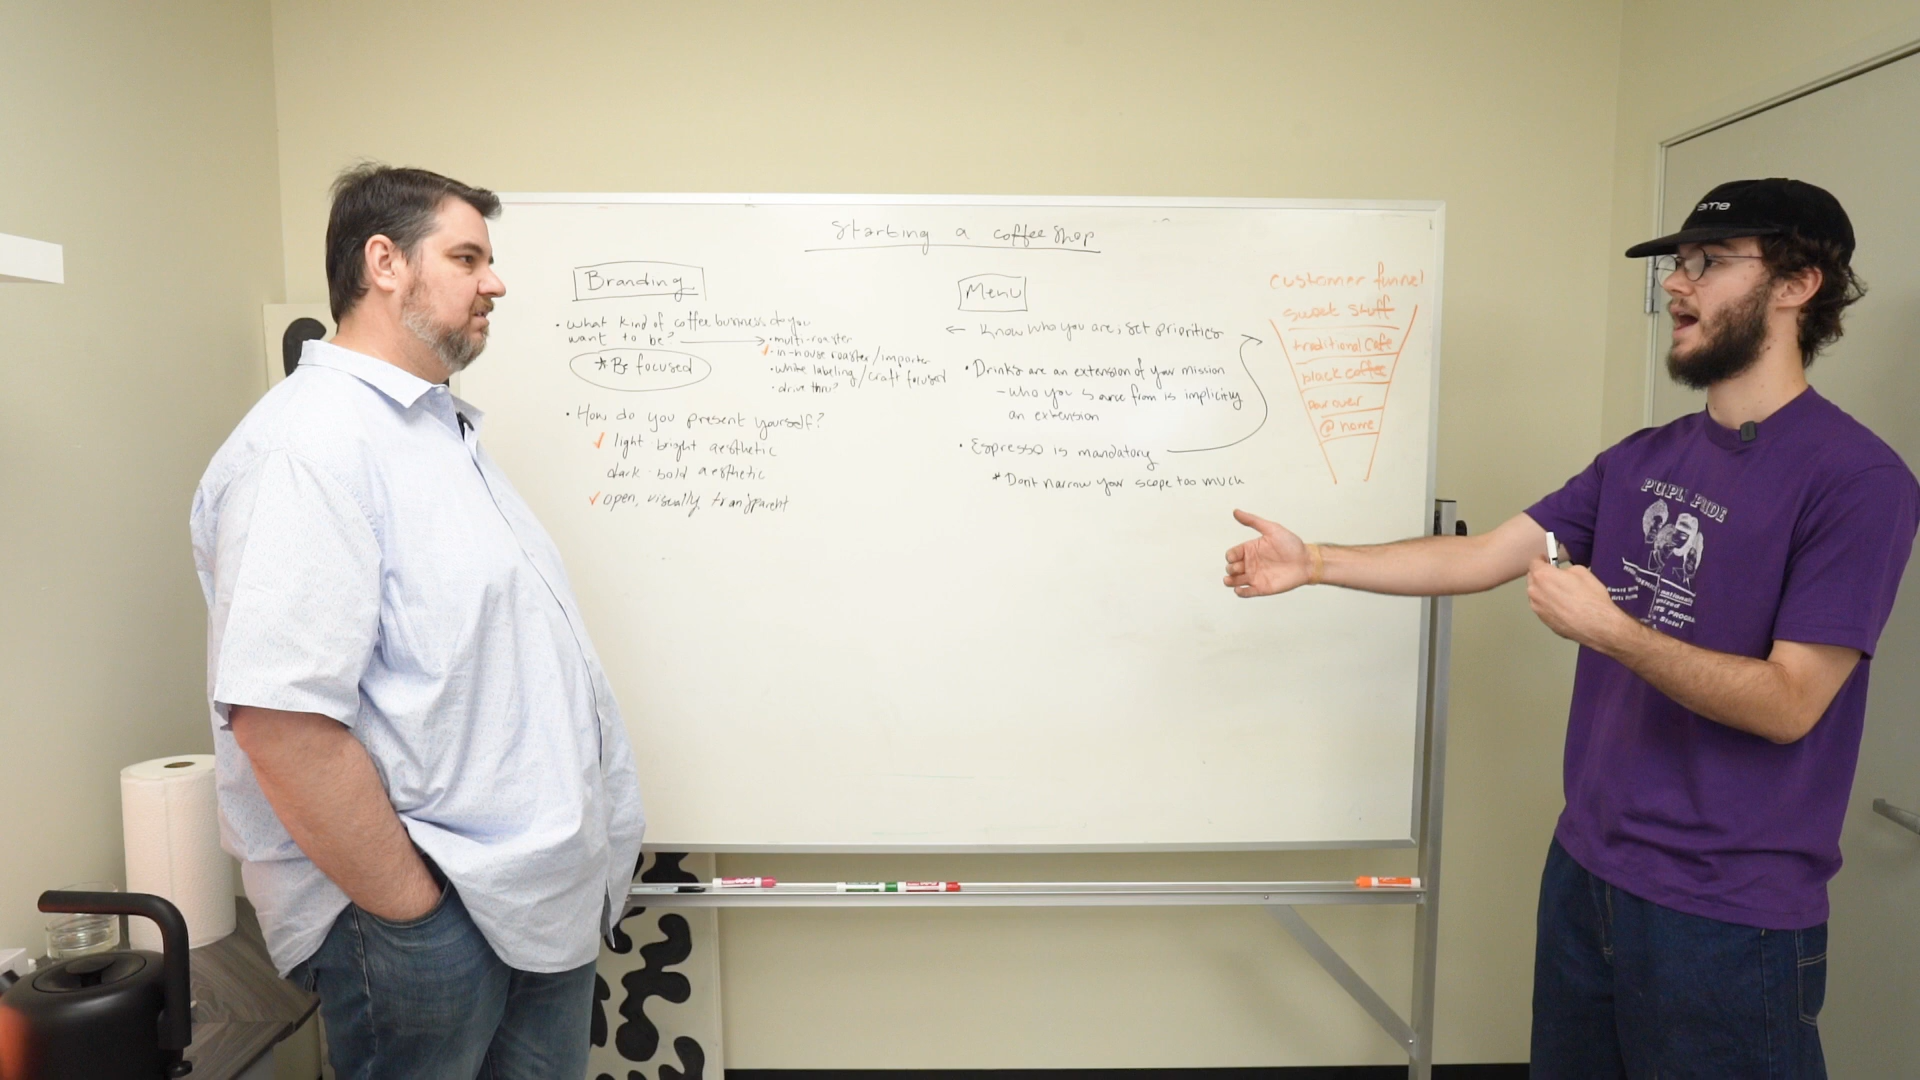 Starting a coffee shop
Branding
• What kind of coffee business do you
want to be? → • multi-roaster
✓• in-house roaster/importer
• white labeling/craft focused
• drive thru?
* Be focused
• How do you present yourself?
✓ light-bright aesthetic
dark-bold aesthetic
✓ open, visually transparent
Menu
← Know who you are, set priorities
• Drinks are an extension of your mission
- who you source from is implicitly
an extension
• Espresso is mandatory
* Dont narrow your scope too much
Customer funnel
sweet stuff
traditional cafe
black coffee
pour over
@ home
PRIDE
nationally
State!